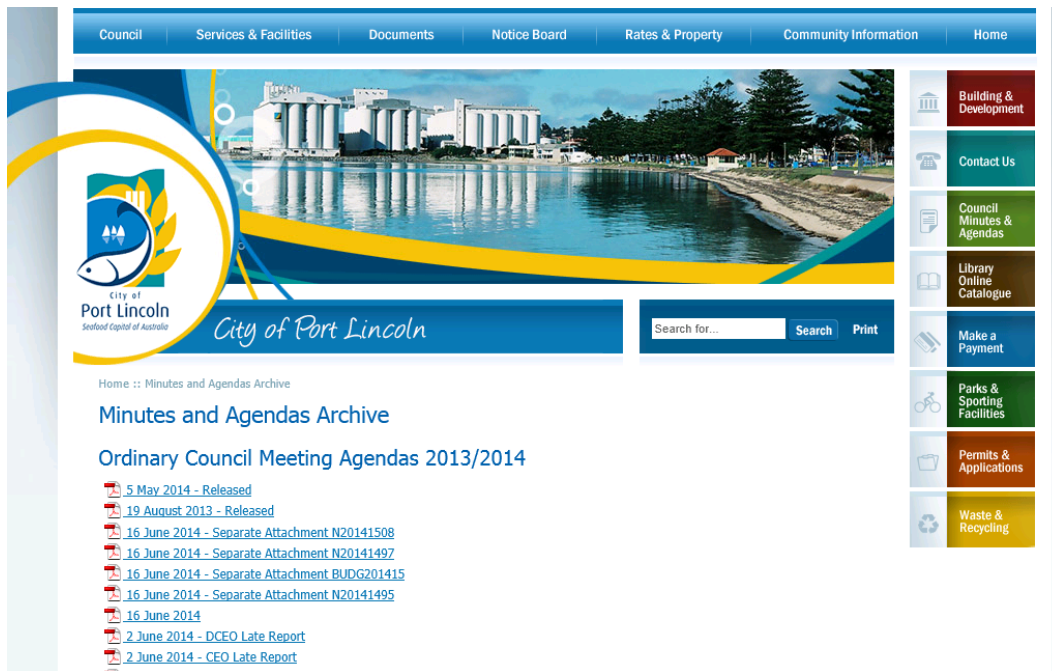 Council Services & Facilities Documents Notice Board Rates & Property Community Information Home
Building &
Development
Contact Us
Council
Minutes &
Agendas
Library
Online
Catalogue
Make a
Payment
Parks &
Sporting
Facilities
Permits &
Applications
Waste &
Recycling
City of
Port Lincoln
Seafood Capital of Australia
City of Port Lincoln
Search for... Search Print
Home :: Minutes and Agendas Archive
Minutes and Agendas Archive
Ordinary Council Meeting Agendas 2013/2014
5 May 2014 - Released
19 August 2013 - Released
16 June 2014 - Separate Attachment N20141508
16 June 2014 - Separate Attachment N20141497
16 June 2014 - Separate Attachment BUDG201415
16 June 2014 - Separate Attachment N20141495
16 June 2014
2 June 2014 - DCEO Late Report
2 June 2014 - CEO Late Report